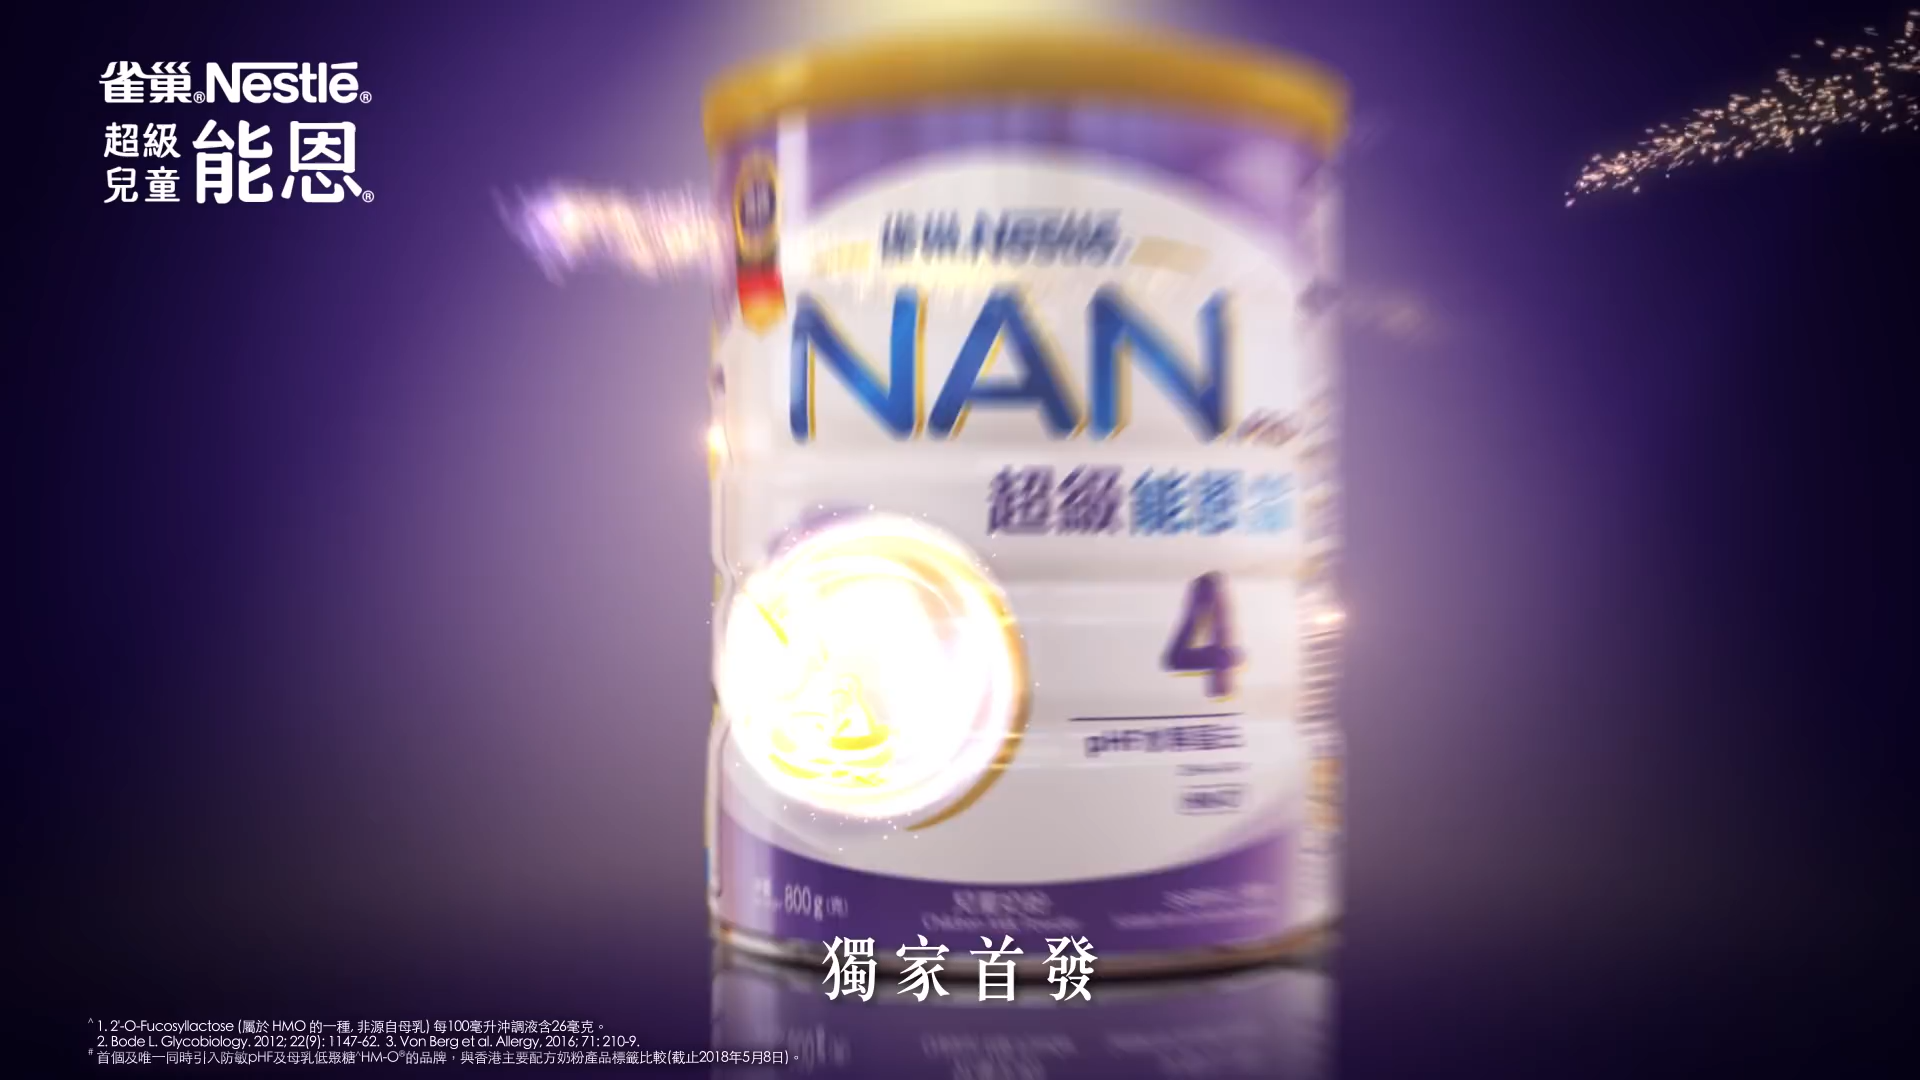 雀巢®Nestlé®
超級
兒童
能恩®
NAN
超級能恩
4
800g(克)
獨家首發
^ 1. 2'-O-Fucosyllactose (屬於 HMO 的一種, 非源自母乳) 每100毫升沖調液含26毫克。
2. Bode L. Glycobiology. 2012; 22(9): 1147-62. 3. Von Berg et al. Allergy, 2016; 71: 210-9.
# 首個及唯一同時引入防敏pHF及母乳低聚糖^HM-O®的品牌,與香港主要配方奶粉產品標籤比較(截止2018年5月8日)。